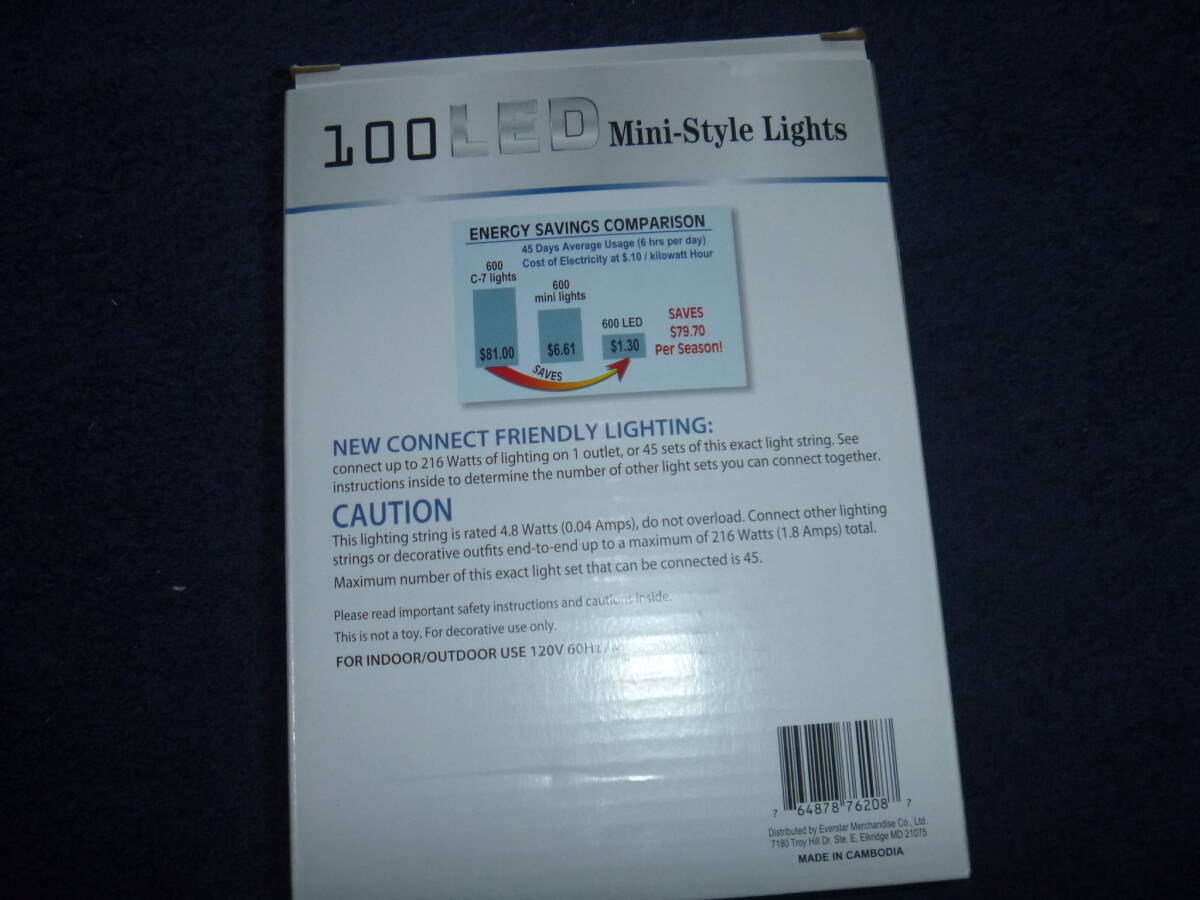 100 LED Mini-Style Lights
ENERGY SAVINGS COMPARISON
45 Days Average Usage (6 hrs per day)
Cost of Electricity at $.10 / kilowatt Hour
600
C-7 lights
$81.00
600
mini lights
$6.61
600 LED
$1.30
SAVES
$79.70
Per Season!
SAVES
NEW CONNECT FRIENDLY LIGHTING:
connect up to 216 Watts of lighting on 1 outlet, or 45 sets of this exact light string. See
instructions inside to determine the number of other light sets you can connect together.
CAUTION
This lighting string is rated 4.8 Watts (0.04 Amps), do not overload. Connect other lighting
strings or decorative outfits end-to-end up to a maximum of 216 Watts (1.8 Amps) total.
Maximum number of this exact light set that can be connected is 45.
Please read important safety instructions and cautions inside.
This is not a toy. For decorative use only.
FOR INDOOR/OUTDOOR USE 120V 60Hz
7 64878 76208 7
Distributed by Everstar Merchandise Co., Ltd.
7180 Troy Hill Dr. Ste. E, Elkridge MD 21075
MADE IN CAMBODIA